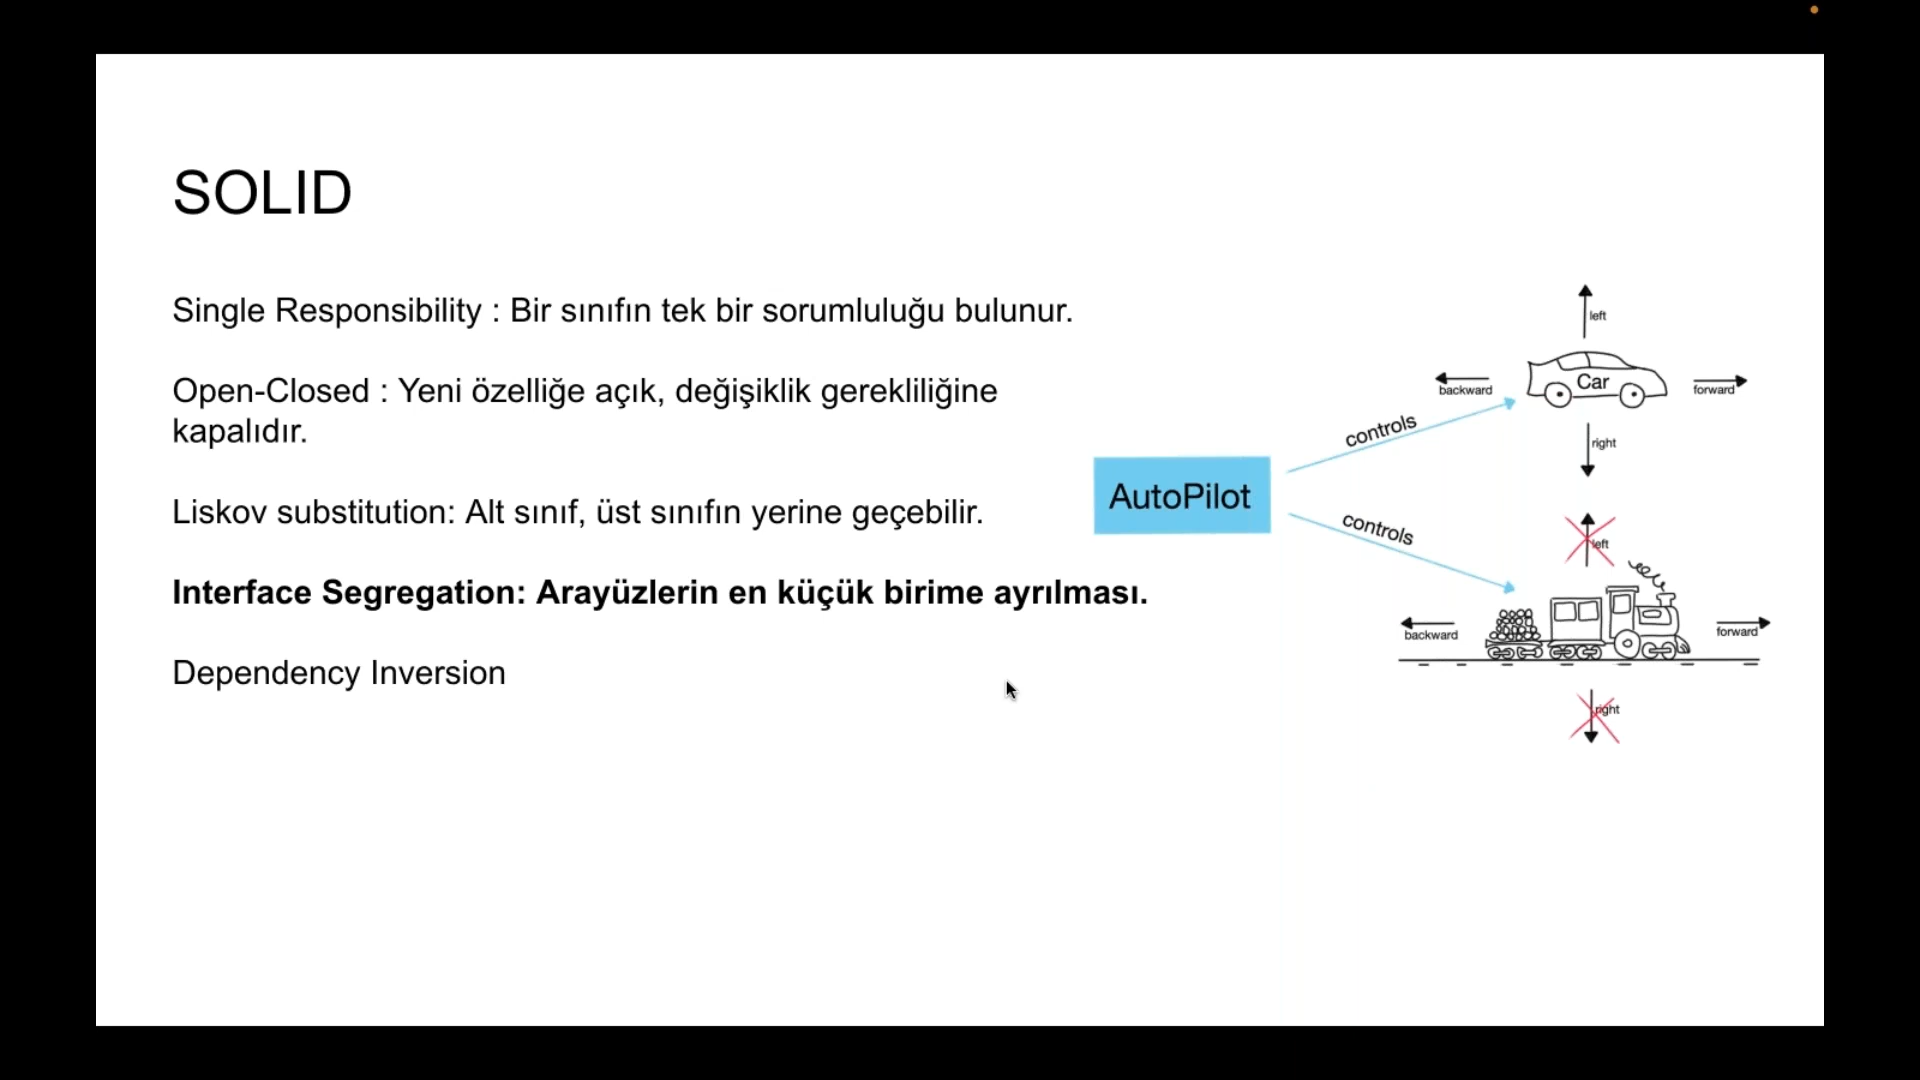 SOLID
Single Responsibility : Bir sınıfın tek bir sorumluluğu bulunur.
Open-Closed : Yeni özelliğe açık, değişiklik gerekliliğine
kapalıdır.
Liskov substitution: Alt sınıf, üst sınıfın yerine geçebilir.
Interface Segregation: Arayüzlerin en küçük birime ayrılması.
Dependency Inversion
AutoPilot
controls
controls
left
backward
Car
forward
right
left
backward
forward
right